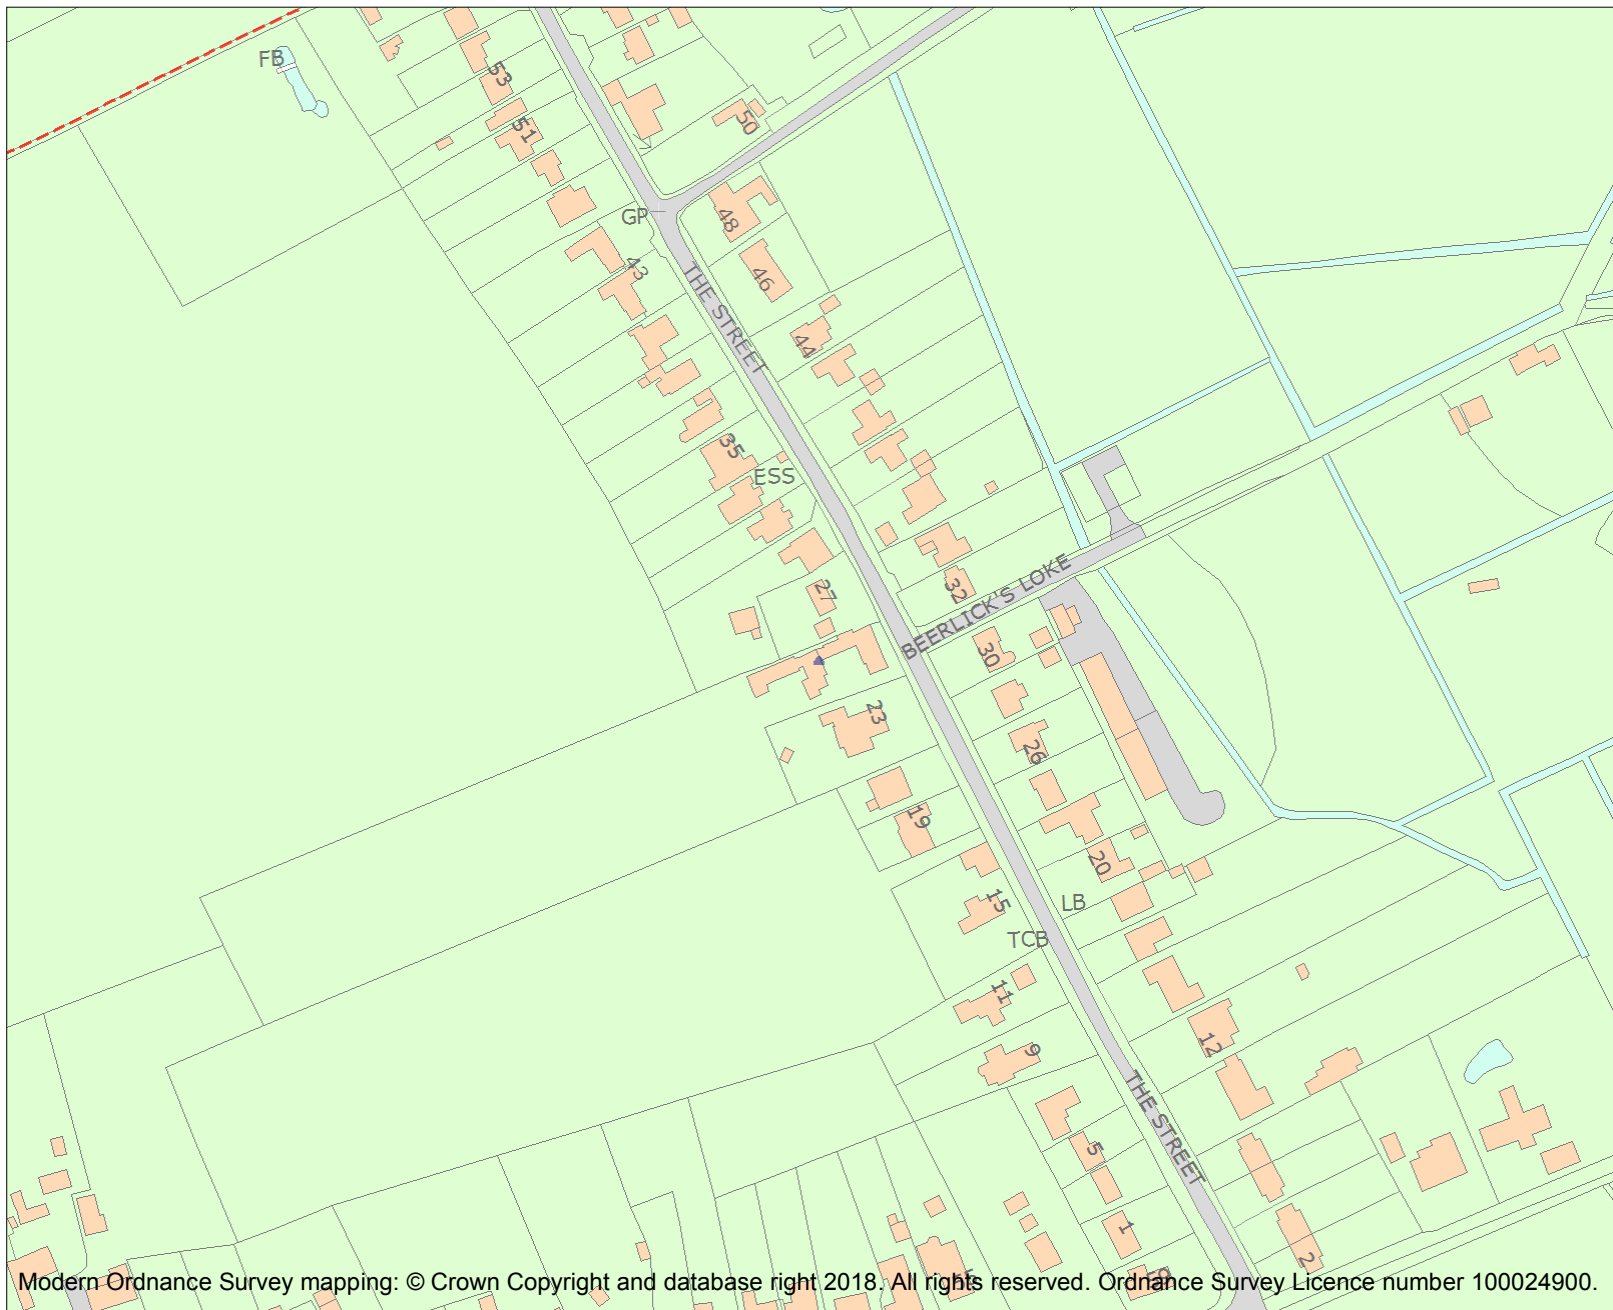 FB
53
51
50
GP
48
43
46
THE STREET
44
35
ESS
27
32
BEERLICK'S LOKE
30
23
26
19
20
15
LB
TCB
11
9
12
THE STREET
5
1
2
Modern Ordnance Survey mapping: © Crown Copyright and database right 2018. All rights reserved. Ordnance Survey Licence number 100024900.